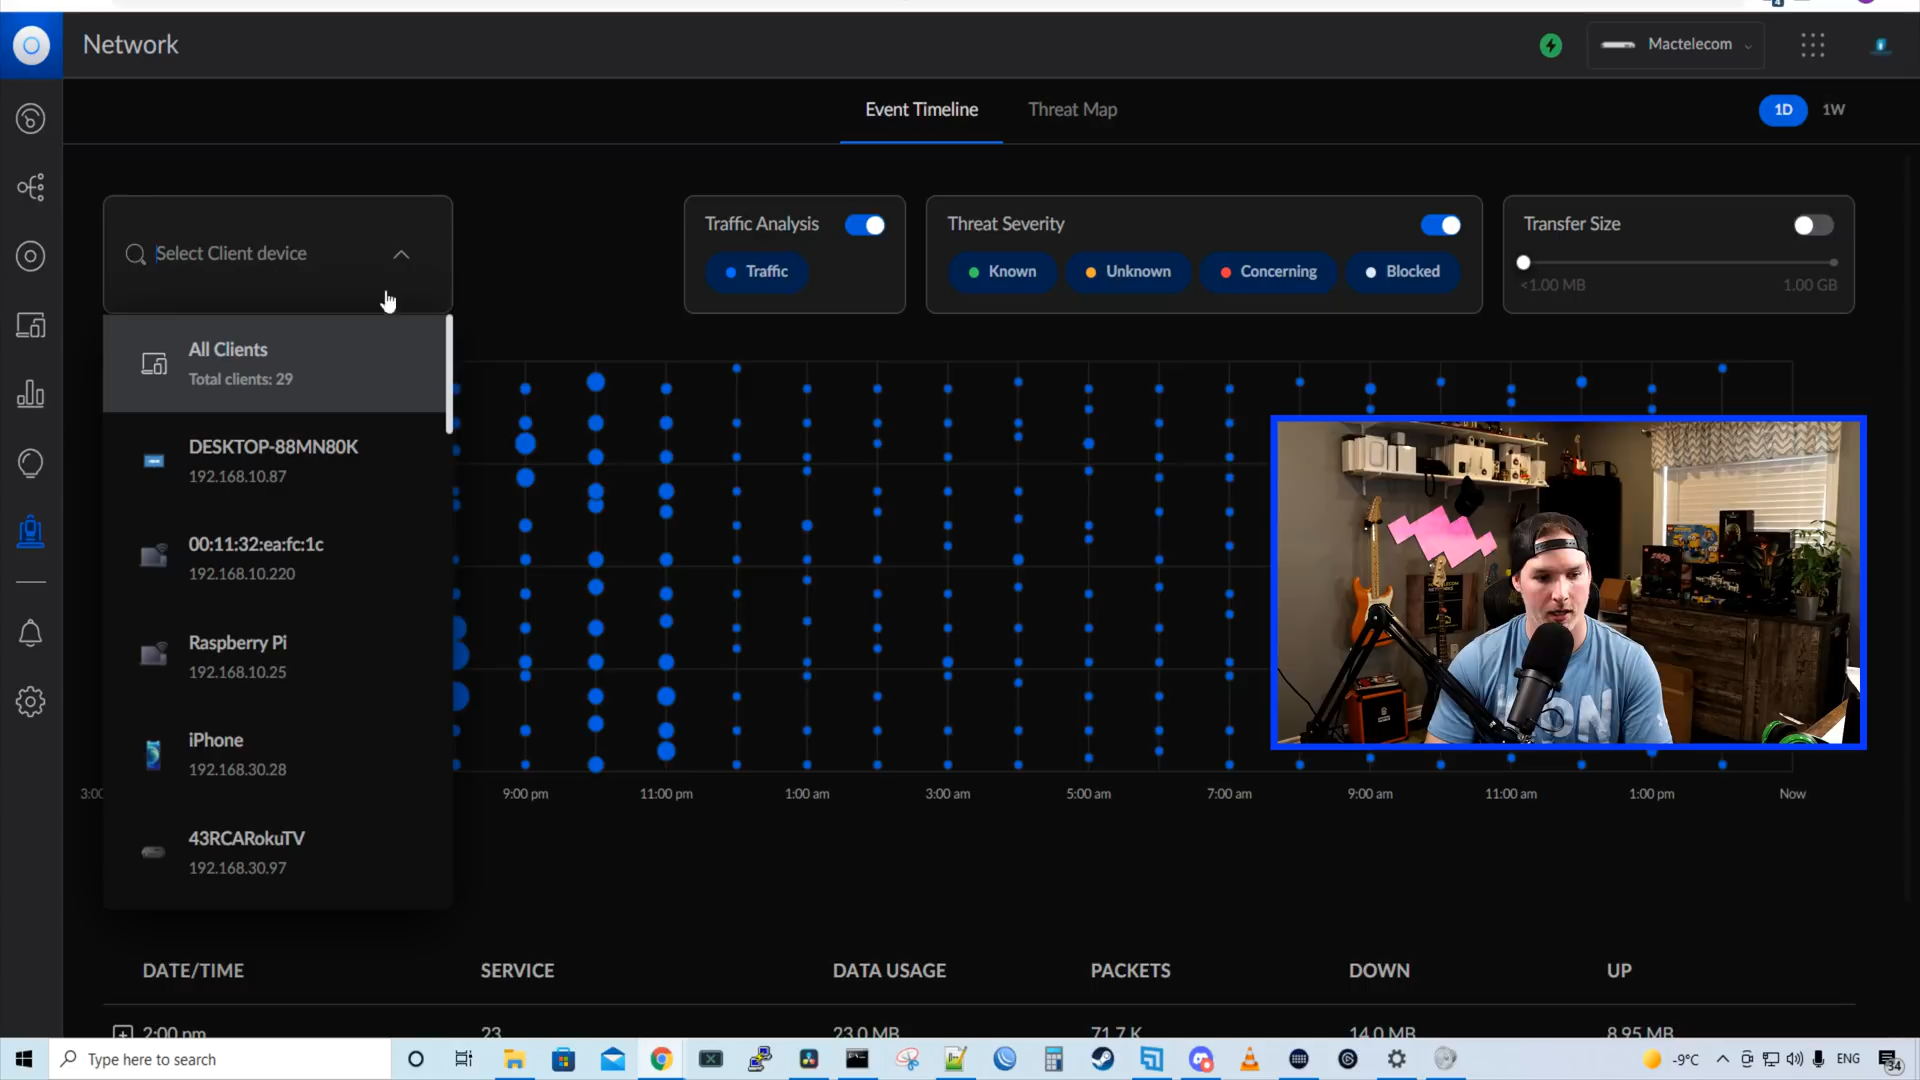 Network
Mactelecom
Event Timeline
Threat Map
1D
1W
Select Client device
Traffic Analysis
Traffic
Threat Severity
Known
Unknown
Concerning
Blocked
Transfer Size
<1.00 MB
1.00 GB
All Clients
Total clients: 29
DESKTOP-88MN80K
192.168.10.87
00:11:32:ea:fc:1c
192.168.10.220
Raspberry Pi
192.168.10.25
iPhone
192.168.30.28
43RCARokuTV
192.168.30.97
3:00
9:00 pm
11:00 pm
1:00 am
3:00 am
5:00 am
7:00 am
9:00 am
11:00 am
1:00 pm
Now
DATE/TIME
SERVICE
DATA USAGE
PACKETS
DOWN
UP
2:00 pm
23
23.0 MB
71.7 K
14.0 MB
8.95 MB
Type here to search
-9°C
ENG
34